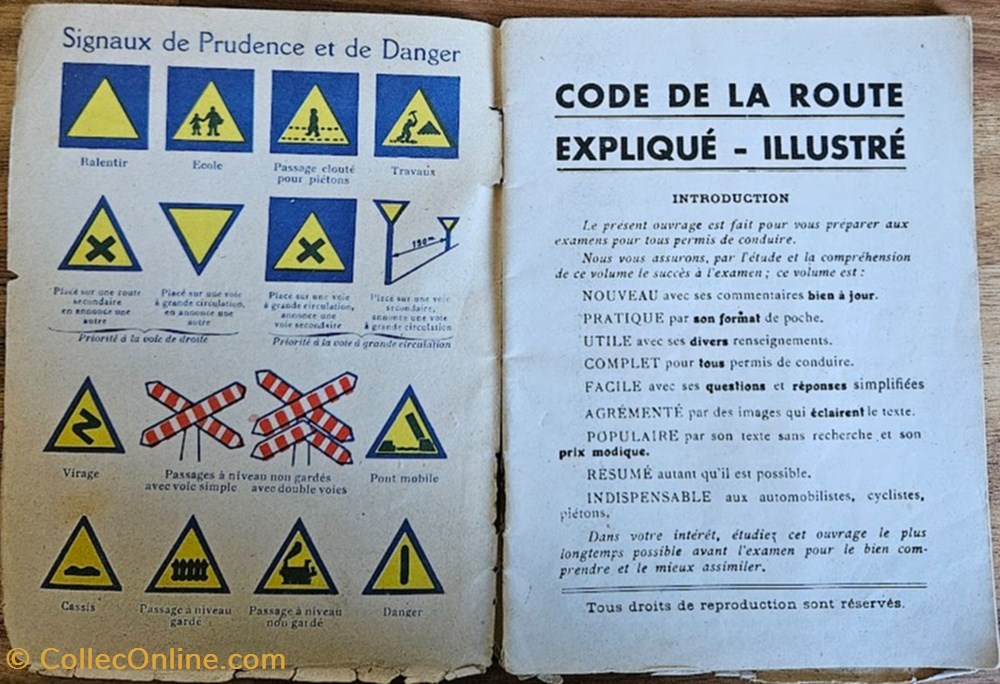 Signaux de Prudence et de Danger
Ralentir
Ecole
Passage clouté
pour piétons
Travaux
150m
Placé sur une route
secondaire
en annonce une
autre
Placé sur une voie
à grande circulation,
en annonce une
autre
Placé sur une voie
à grande circulation,
annonce une
voie secondaire
Placé sur une voie
secondaire,
annonce une voie
à grande circulation
Priorité à la voie de droite
Priorité à la voie à grande circulation
Virage
Passages à niveau non gardés
avec voie simple avec double voies
Pont mobile
Cassis
Passage à niveau
gardé
Passage à niveau
non gardé
Danger
CODE DE LA ROUTE
EXPLIQUÉ - ILLUSTRÉ
INTRODUCTION
Le présent ouvrage est fait pour vous préparer aux
examens pour tous permis de conduire.
Nous vous assurons, par l'étude et la compréhension
de ce volume le succès à l'examen ; ce volume est :
NOUVEAU avec ses commentaires bien à jour.
PRATIQUE par son format de poche.
UTILE avec ses divers renseignements.
COMPLET pour tous permis de conduire.
FACILE avec ses questions et réponses simplifiées
AGRÉMENTÉ par des images qui éclairent le texte.
POPULAIRE par son texte sans recherche et son
prix modique.
RÉSUMÉ autant qu'il est possible.
INDISPENSABLE aux automobilistes, cyclistes,
piétons.
Dans votre intérêt, étudiez cet ouvrage le plus
longtemps possible avant l'examen pour le bien com-
prendre et le mieux assimiler.
Tous droits de reproduction sont réservés.
© CollecOnline.com